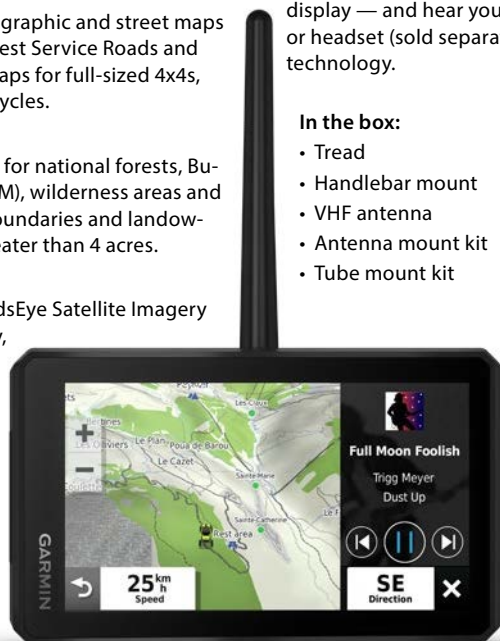 graphic and street maps
est Service Roads and
aps for full-sized 4x4s,
ycles.
for national forests, Bu-
M), wilderness areas and
oundaries and landow-
eater than 4 acres.
dsEye Satellite Imagery
display — and hear you
or headset (sold separa
technology.
In the box:
• Tread
• Handlebar mount
• VHF antenna
• Antenna mount kit
• Tube mount kit
Peyrier
Les-Claux
Les Oliviers
Le Plan
Poua de Barou
Le Cazet
Sainte-Marie
Sainte-Catherine
Rest area
Le F
+
−
GARMIN
25 km
h
Speed
Full Moon Foolish
Trigg Meyer
Dust Up
SE
Direction